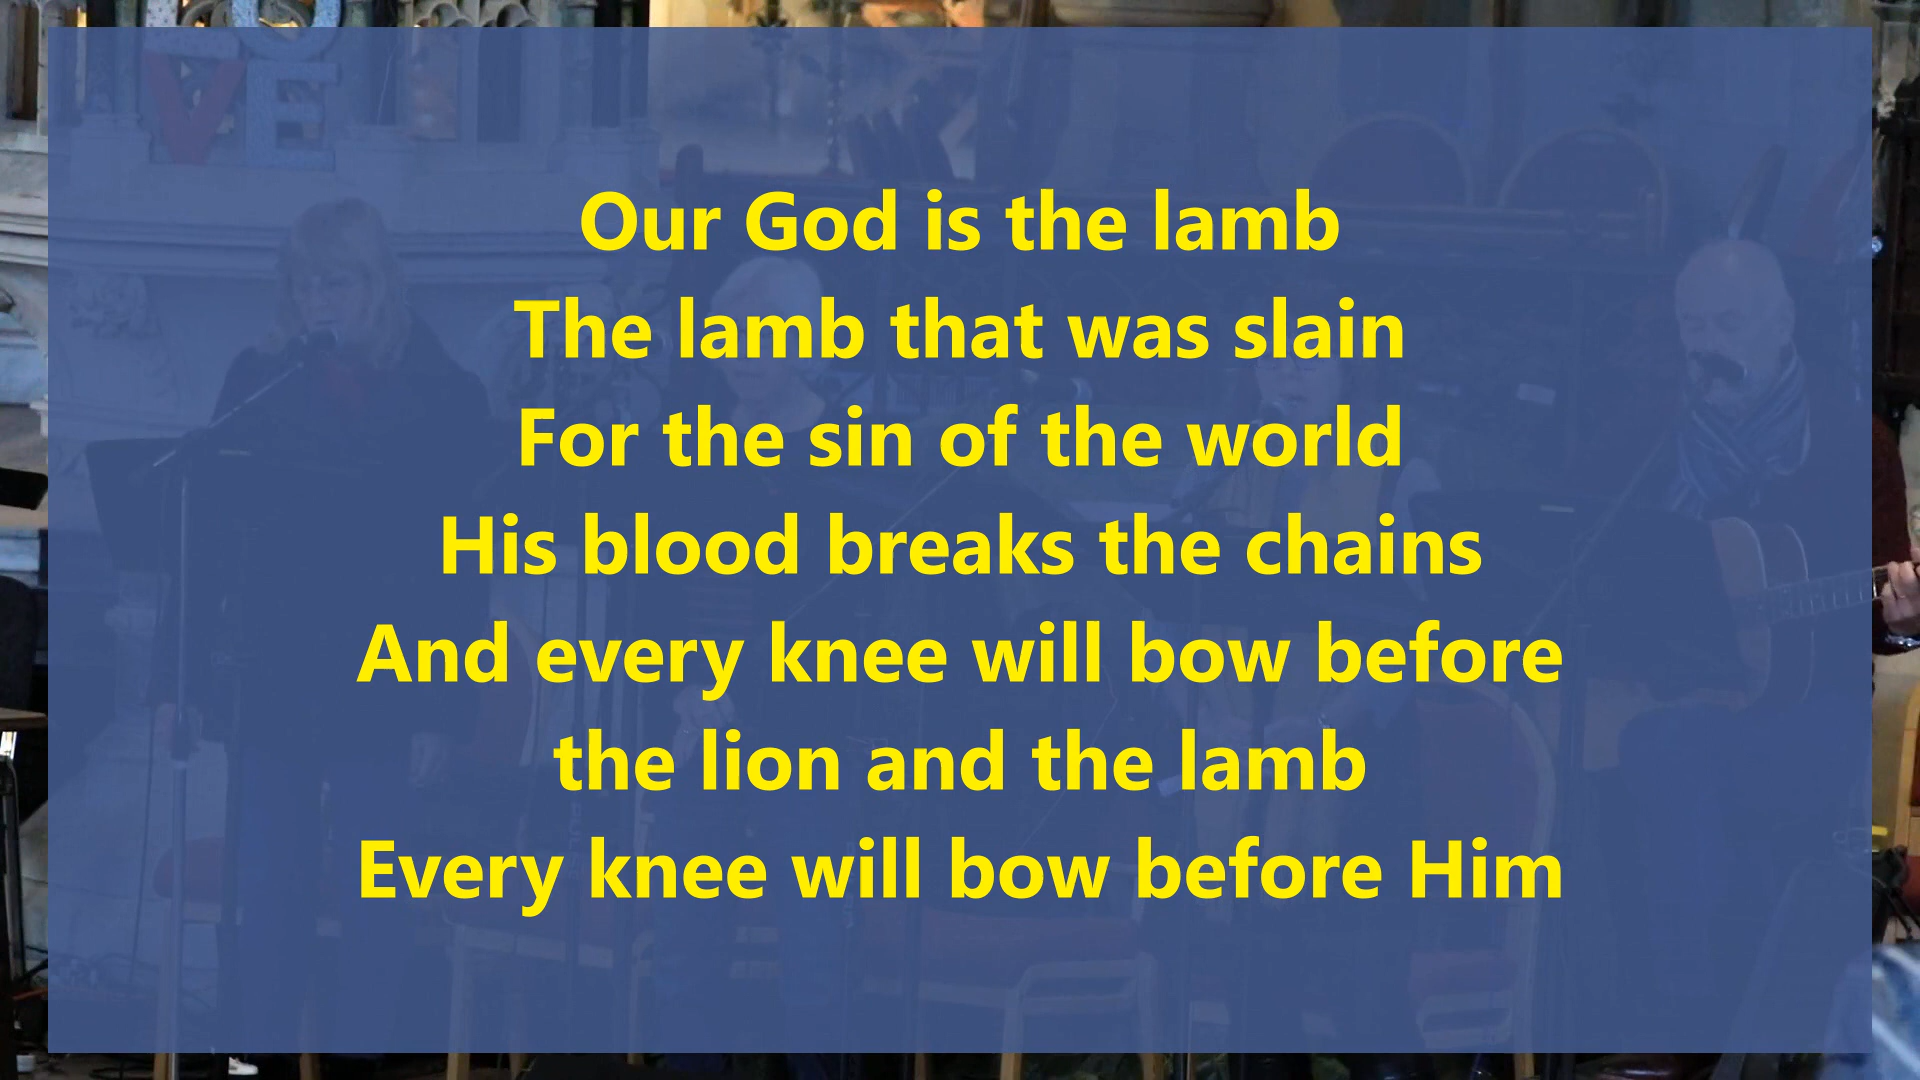 LOVE
Our God is the lamb
The lamb that was slain
For the sin of the world
His blood breaks the chains
And every knee will bow before
the lion and the lamb
Every knee will bow before Him